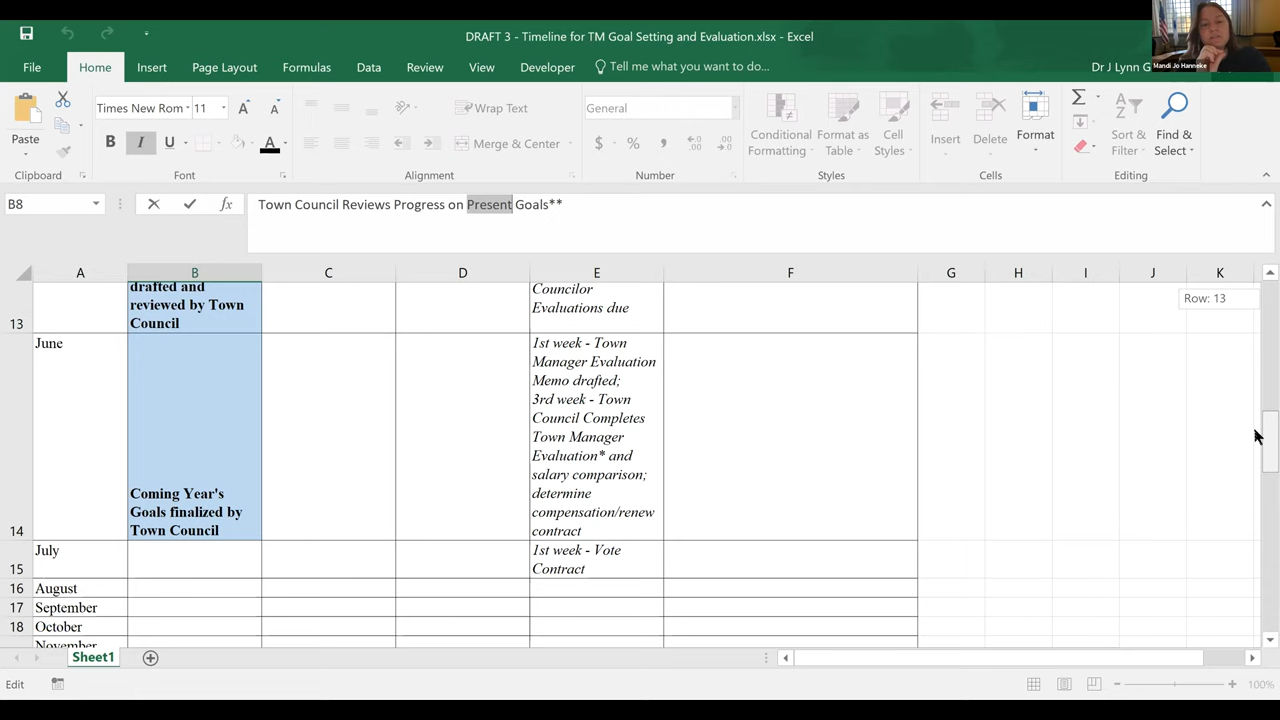 DRAFT 3 - Timeline for TM Goal Setting and Evaluation.xlsx - Excel
Mandi Jo Hanneke
File Home Insert Page Layout Formulas Data Review View Developer Tell me what you want to do... Dr J Lynn G
Times New Rom 11 Wrap Text General
Paste B I U A Merge & Center $ % , Conditional Formatting Format as Table Cell Styles Insert Delete Format Sort & Filter Find & Select
Clipboard Font Alignment Number Styles Cells Editing
B8 fx Town Council Reviews Progress on Present Goals**
A B C D E F G H I J K
13
drafted and
reviewed by Town
Council
Councilor
Evaluations due
Row: 13
14
June
Coming Year's
Goals finalized by
Town Council
1st week - Town
Manager Evaluation
Memo drafted;
3rd week - Town
Council Completes
Town Manager
Evaluation* and
salary comparison;
determine
compensation/renew
contract
15
July
1st week - Vote
Contract
16 August
17 September
18 October
November
Sheet1
Edit 100%